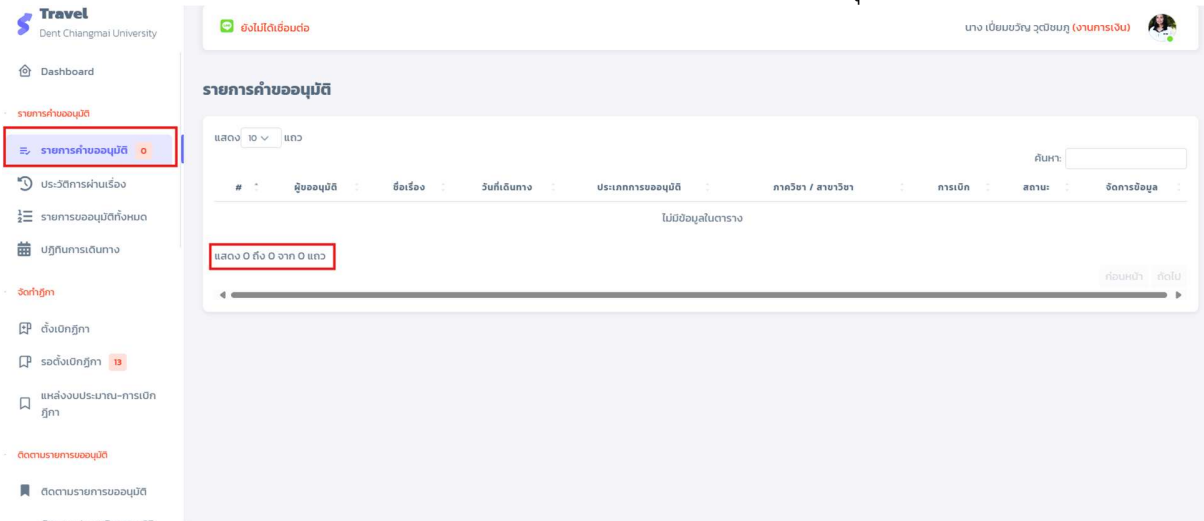 Travel
Dent Chiangmai University
ยังไม่ได้เชื่อมต่อ
นาง เปี่ยมขวัญ วุฒิชมภู (งานการเงิน)
Dashboard
รายการคำขออนุมัติ
รายการคำขออนุมัติ 0
ประวัติการผ่านเรื่อง
รายการขออนุมัติทั้งหมด
ปฏิทินการเดินทาง
จัดทำฎีกา
ตั้งเบิกฎีกา
รอตั้งเบิกฎีกา 13
แหล่งงบประมาณ-การเบิก
ฎีกา
ติดตามรายการขออนุมัติ
ติดตามรายการขออนุมัติ
รายการคำขออนุมัติ
แสดง 10 แถว
ค้นหา:
# ผู้ขออนุมัติ ชื่อเรื่อง วันที่เดินทาง ประเภทการขออนุมัติ ภาควิชา / สาขาวิชา การเบิก สถานะ จัดการข้อมูล
ไม่มีข้อมูลในตาราง
แสดง 0 ถึง 0 จาก 0 แถว
ก่อนหน้า ถัดไป